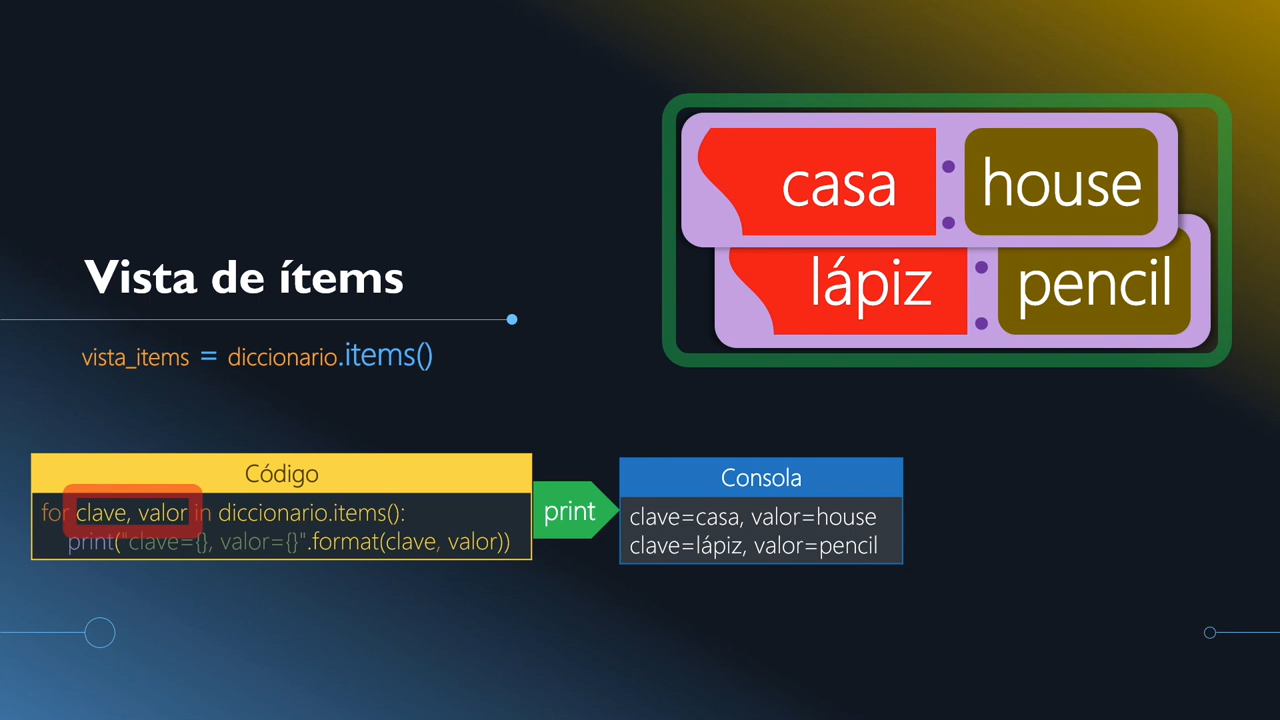 casa : house
lápiz : pencil
Vista de ítems
vista_items = diccionario.items()
Código
for clave, valor in diccionario.items():
print("clave={}, valor={}".format(clave, valor))
print
Consola
clave=casa, valor=house
clave=lápiz, valor=pencil